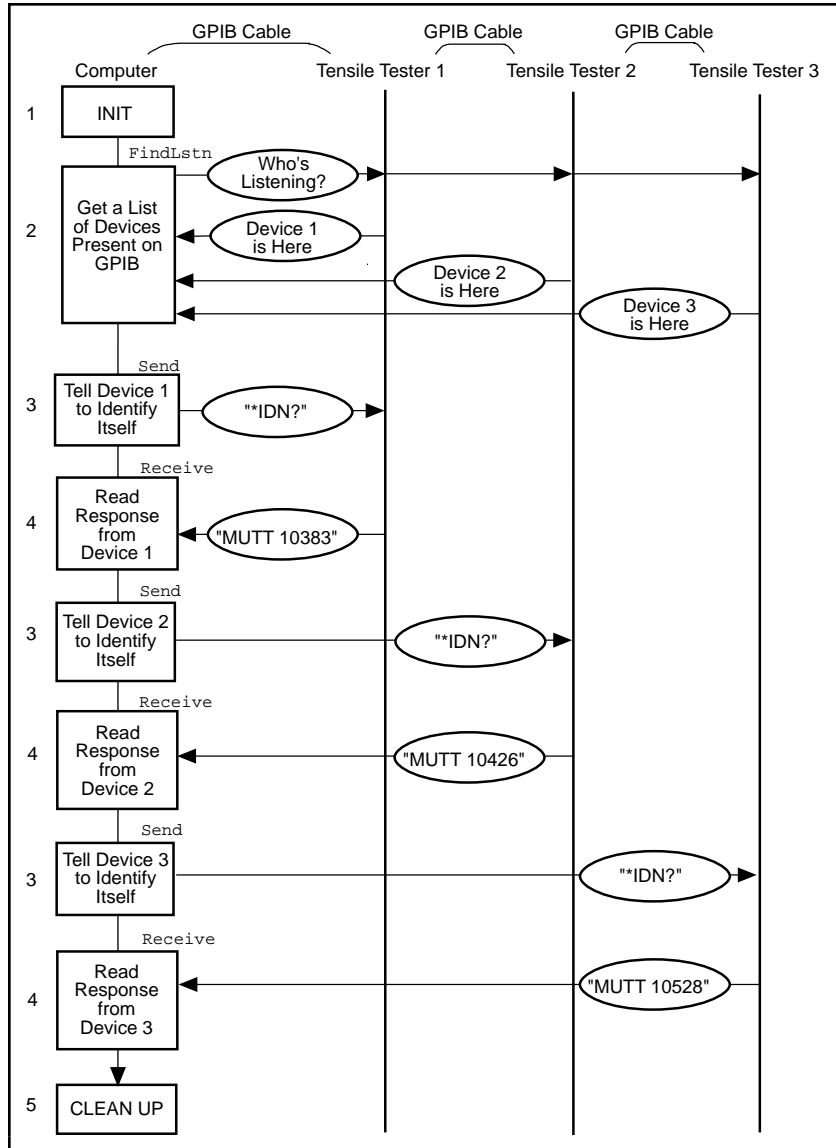 GPIB Cable GPIB Cable GPIB Cable
Computer Tensile Tester 1 Tensile Tester 2 Tensile Tester 3
1 INIT
FindLstn
Who's
Listening?
2
Get a List
of Devices
Present on
GPIB
Device 1
is Here
Device 2
is Here
Device 3
is Here
Send
3
Tell Device 1
to Identify
Itself
"*IDN?"
Receive
4
Read
Response
from
Device 1
"MUTT 10383"
Send
3
Tell Device 2
to Identify
Itself
"*IDN?"
Receive
4
Read
Response
from
Device 2
"MUTT 10426"
Send
3
Tell Device 3
to Identify
Itself
"*IDN?"
Receive
4
Read
Response
from
Device 3
"MUTT 10528"
5 CLEAN UP